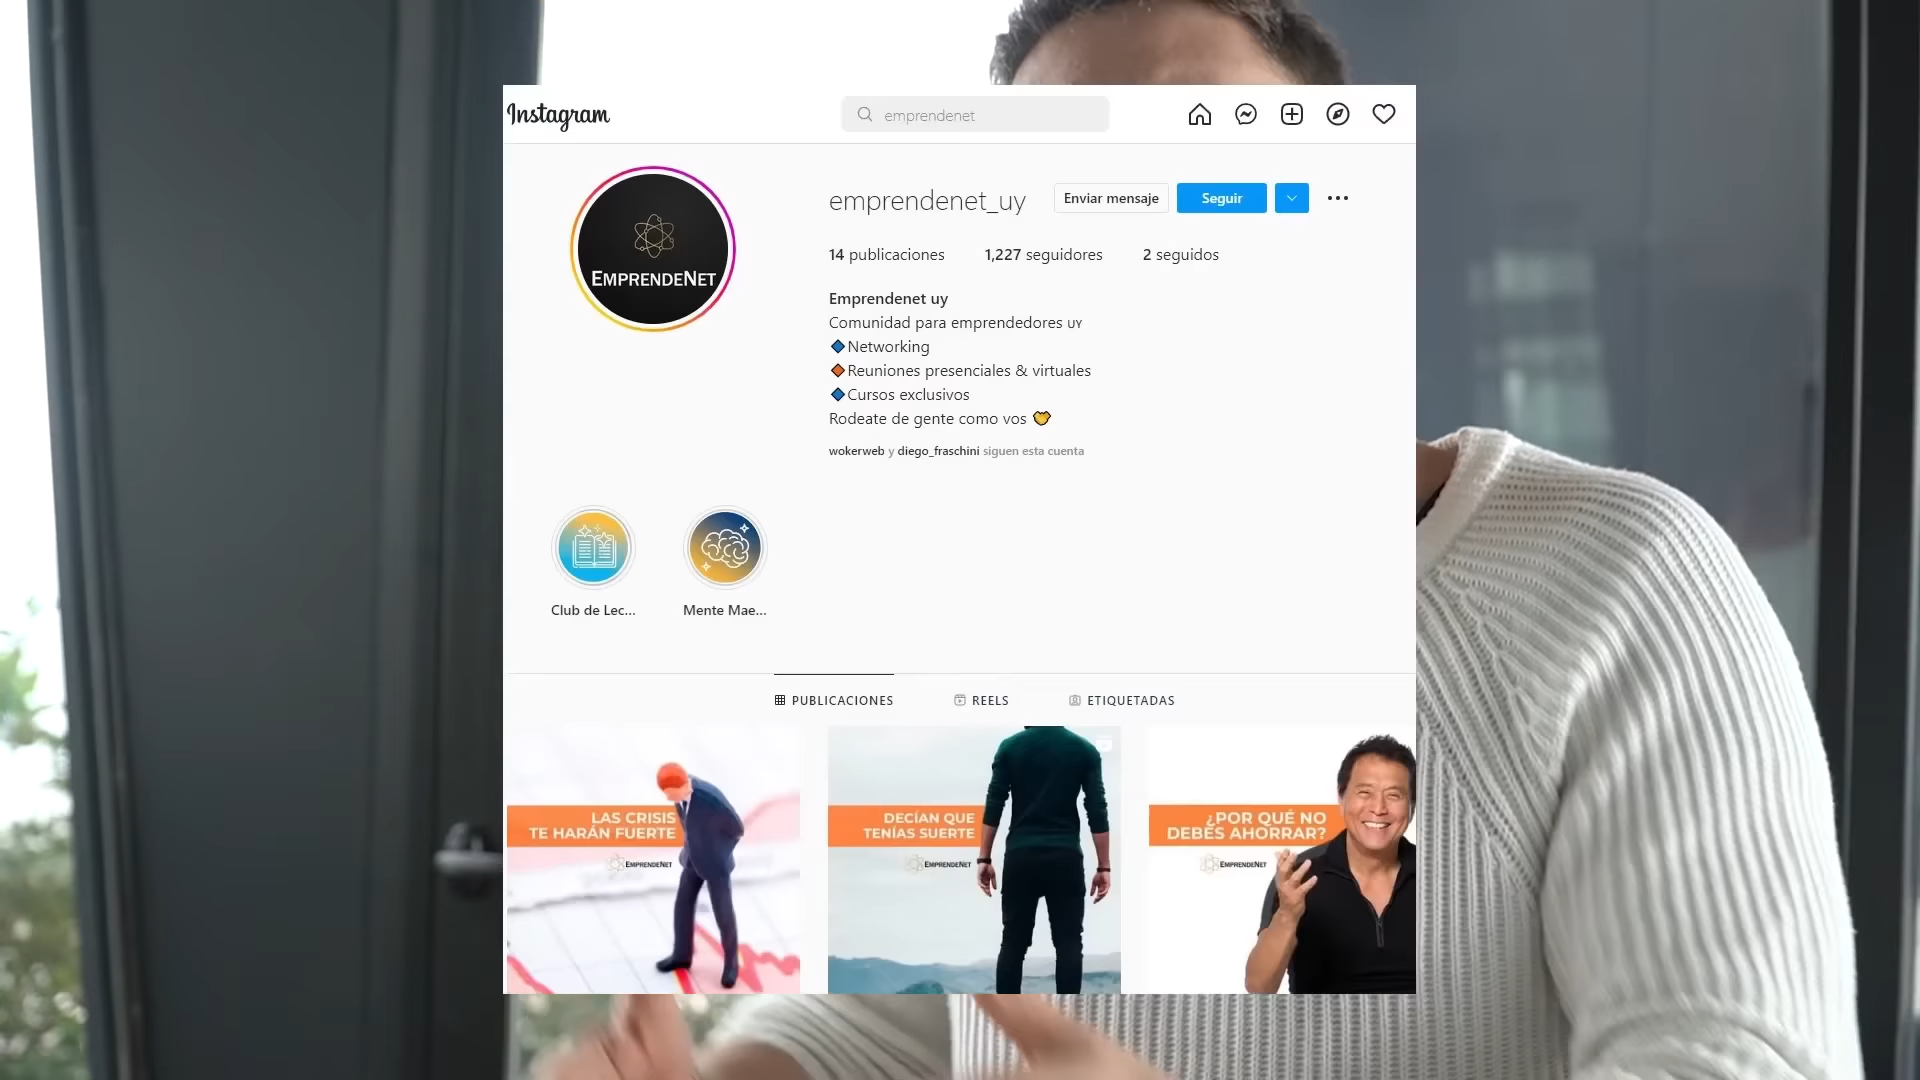 Instagram
emprendenet
EMPRENDENET
emprendenet_uy
Enviar mensaje
Seguir
14 publicaciones
1,227 seguidores
2 seguidos
Emprendenet uy
Comunidad para emprendedores UY
Networking
Reuniones presenciales & virtuales
Cursos exclusivos
Rodeate de gente como vos
wokerweb y diego_fraschini siguen esta cuenta
Club de Lec...
Mente Mae...
PUBLICACIONES
REELS
ETIQUETADAS
LAS CRISIS
TE HARÁN FUERTE
EMPRENDENET
DECÍAN QUE
TENÍAS SUERTE
EMPRENDENET
¿POR QUÉ NO
DEBES AHORRAR?
EMPRENDENET